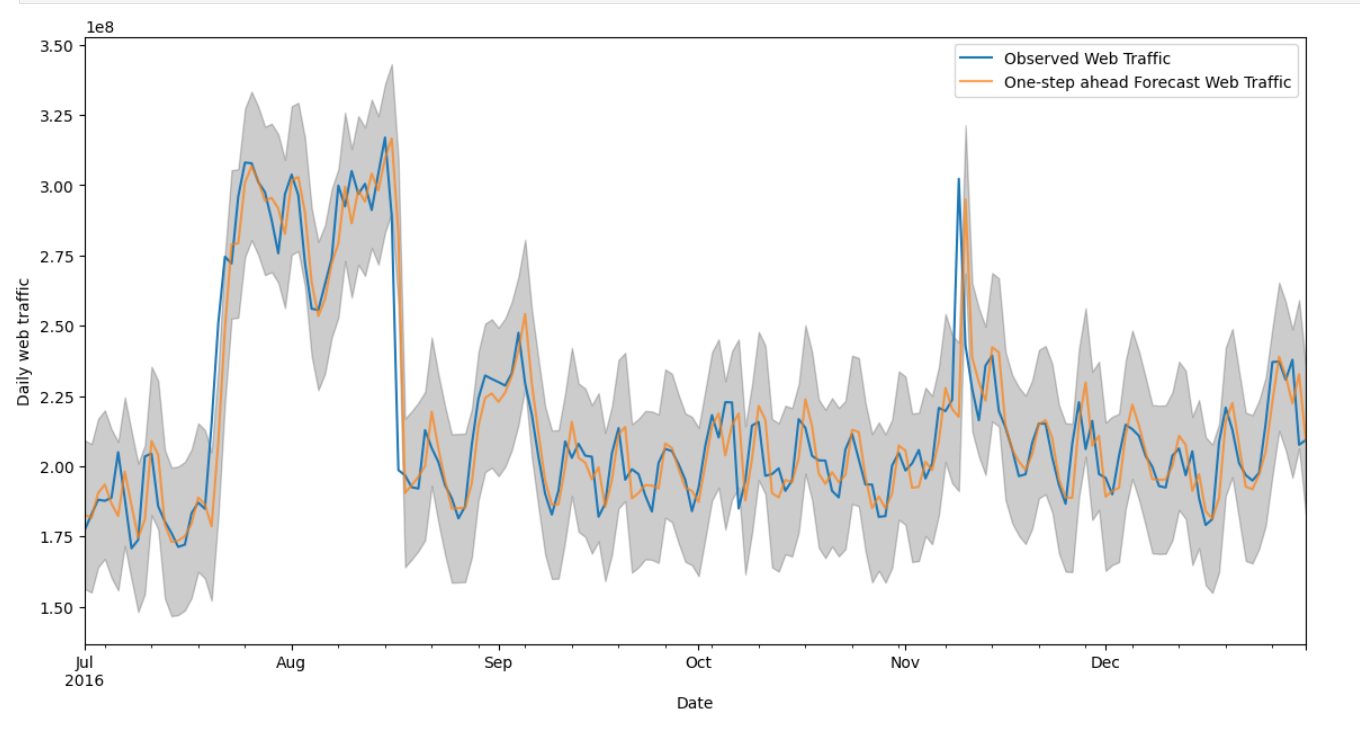 1e8
3.50
3.25
3.00
2.75
2.50
2.25
2.00
1.75
1.50
Daily web traffic
Observed Web Traffic
One-step ahead Forecast Web Traffic
Jul Aug Sep Oct Nov Dec
2016
Date